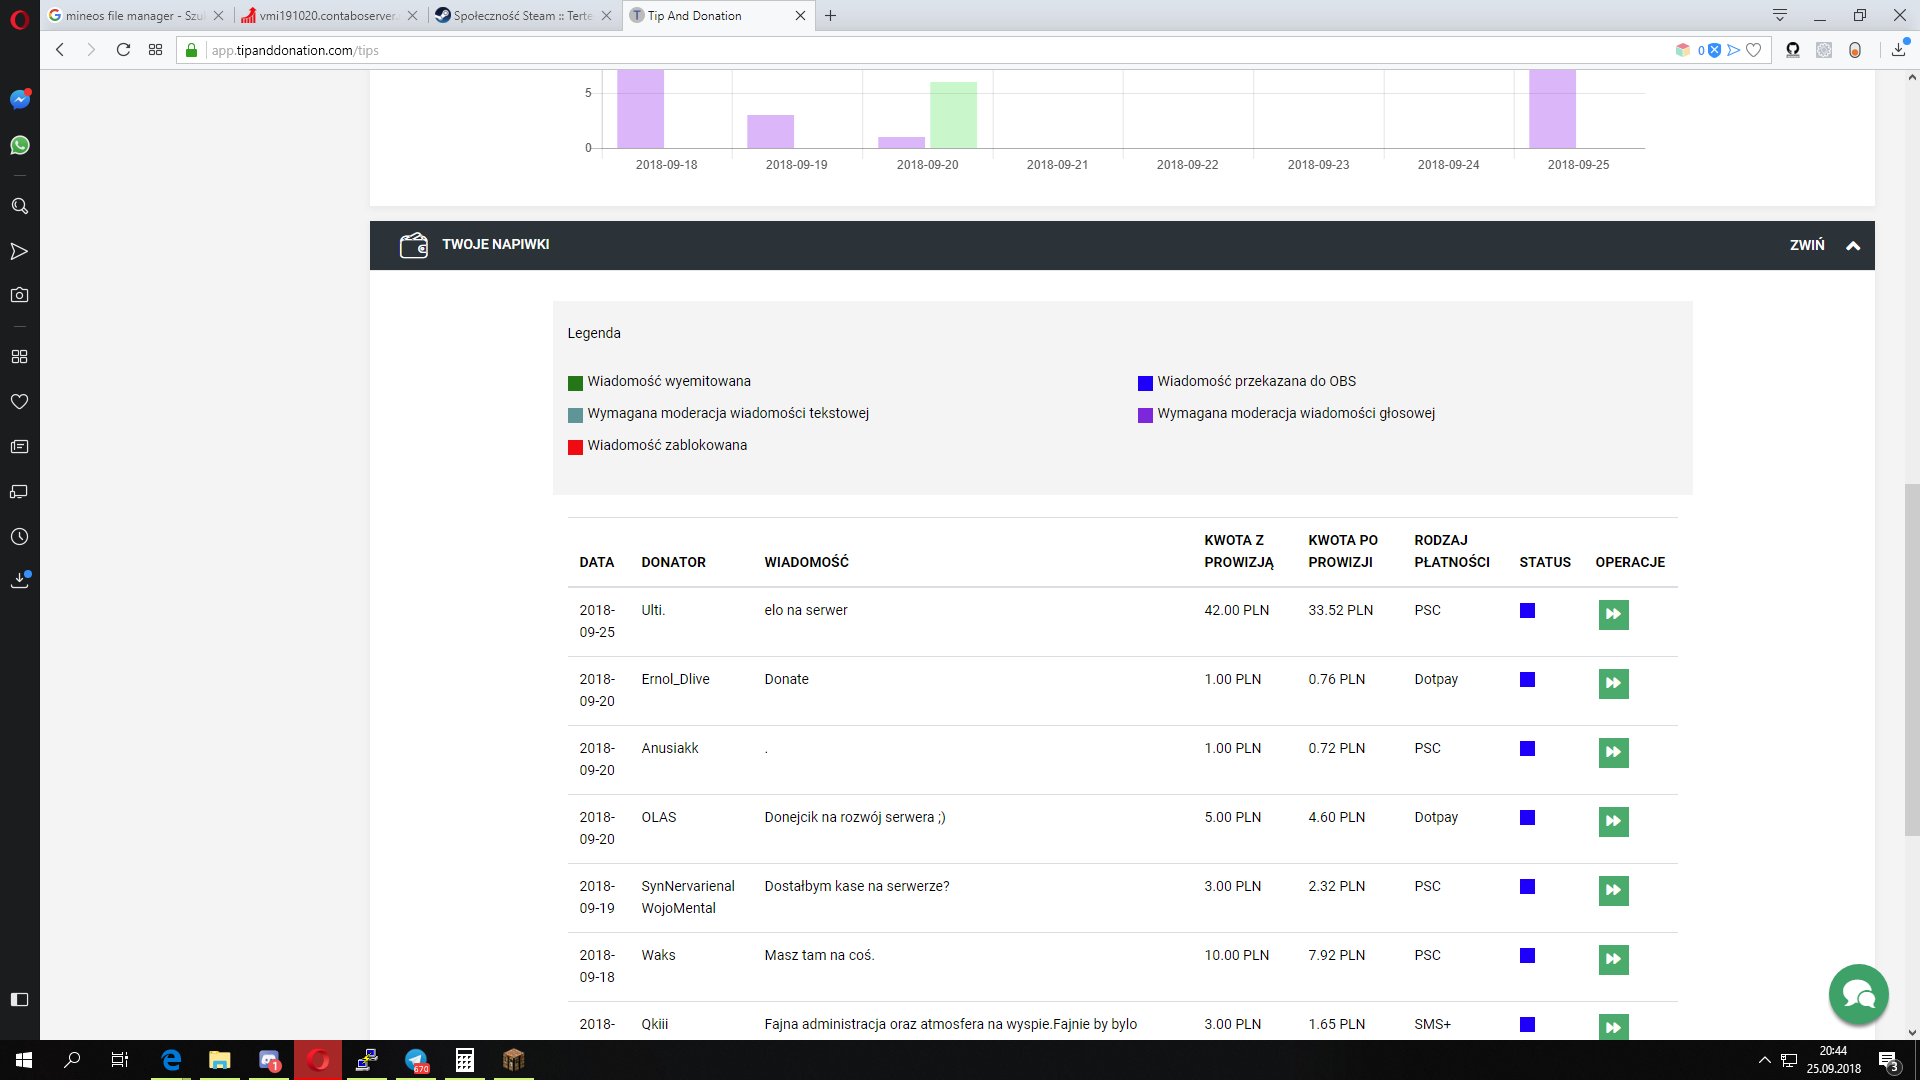 mineos file manager - Szu
vmi191020.contaboserver.
Społeczność Steam :: Terte
Tip And Donation
app.tipanddonation.com/tips
0
5
0
2018-09-18
2018-09-19
2018-09-20
2018-09-21
2018-09-22
2018-09-23
2018-09-24
2018-09-25
TWOJE NAPIWKI
ZWIŃ
Legenda
Wiadomość wyemitowana
Wiadomość przekazana do OBS
Wymagana moderacja wiadomości tekstowej
Wymagana moderacja wiadomości głosowej
Wiadomość zablokowana
DATA DONATOR WIADOMOŚĆ KWOTA Z PROWIZJĄ KWOTA PO PROWIZJI RODZAJ PŁATNOŚCI STATUS OPERACJE
2018-09-25 Ulti. elo na serwer 42.00 PLN 33.52 PLN PSC
2018-09-20 Ernol_Dlive Donate 1.00 PLN 0.76 PLN Dotpay
2018-09-20 Anusiakk . 1.00 PLN 0.72 PLN PSC
2018-09-20 OLAS Donejcik na rozwój serwera ;) 5.00 PLN 4.60 PLN Dotpay
2018-09-19 SynNervarienal WojoMental Dostałbym kase na serwerze? 3.00 PLN 2.32 PLN PSC
2018-09-18 Waks Masz tam na coś. 10.00 PLN 7.92 PLN PSC
2018- Qkiii Fajna administracja oraz atmosfera na wyspie.Fajnie by bylo 3.00 PLN 1.65 PLN SMS+
1
670
20:44
25.09.2018
3